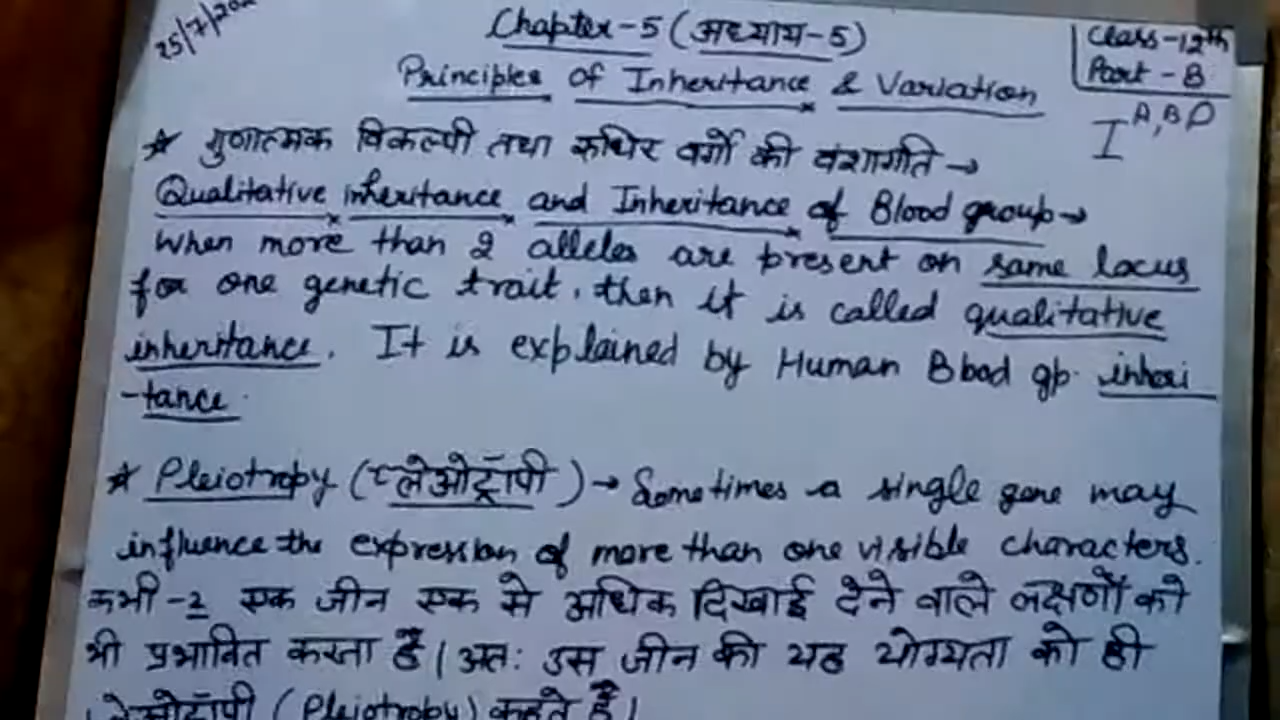 25/7/20
Chapter-5 (अध्याय-5)
Class-12th
Part-B
Principles of Inheritance & Variation
I A,B,O
★ गुणात्मक विकल्पी तथा रुधिर वर्गों की वंशागति →
Qualitative inheritance and Inheritance of Blood group→
When more than 2 alleles are present on same locus
for one genetic trait, then it is called qualitative
inheritance. It is explained by Human Blood gp. inheri
-tance.
★ Pleiotropy (प्लेओट्रॉपी) → Sometimes a single gene may
influence the expression of more than one visible characters.
कभी-2 एक जीन एक से अधिक दिखाई देने वाले लक्षणों को
भी प्रभावित करता है। अतः उस जीन की यह योग्यता को ही
प्लेओट्रॉपी (Pleiotropy) कहते हैं।